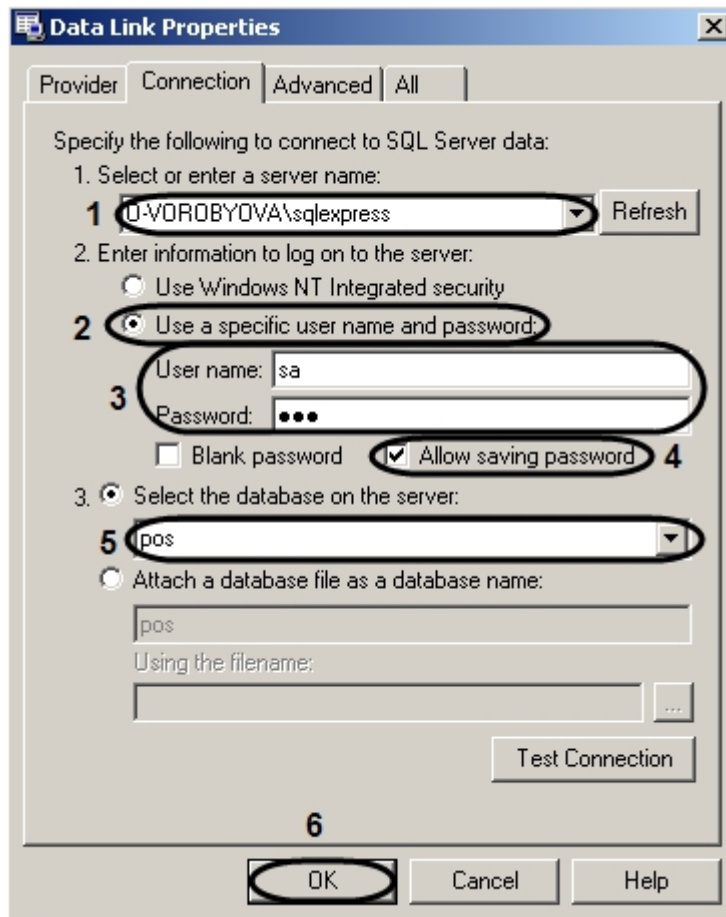 Data Link Properties
Provider Connection Advanced All
Specify the following to connect to SQL Server data:
1. Select or enter a server name:
1 O-VOROBYOVA\sqlexpress Refresh
2. Enter information to log on to the server:
Use Windows NT Integrated security
2 Use a specific user name and password:
3
User name: sa
Password: ●●●
Blank password Allow saving password 4
3. Select the database on the server:
5 pos
Attach a database file as a database name:
pos
Using the filename:
...
Test Connection
6
OK Cancel Help